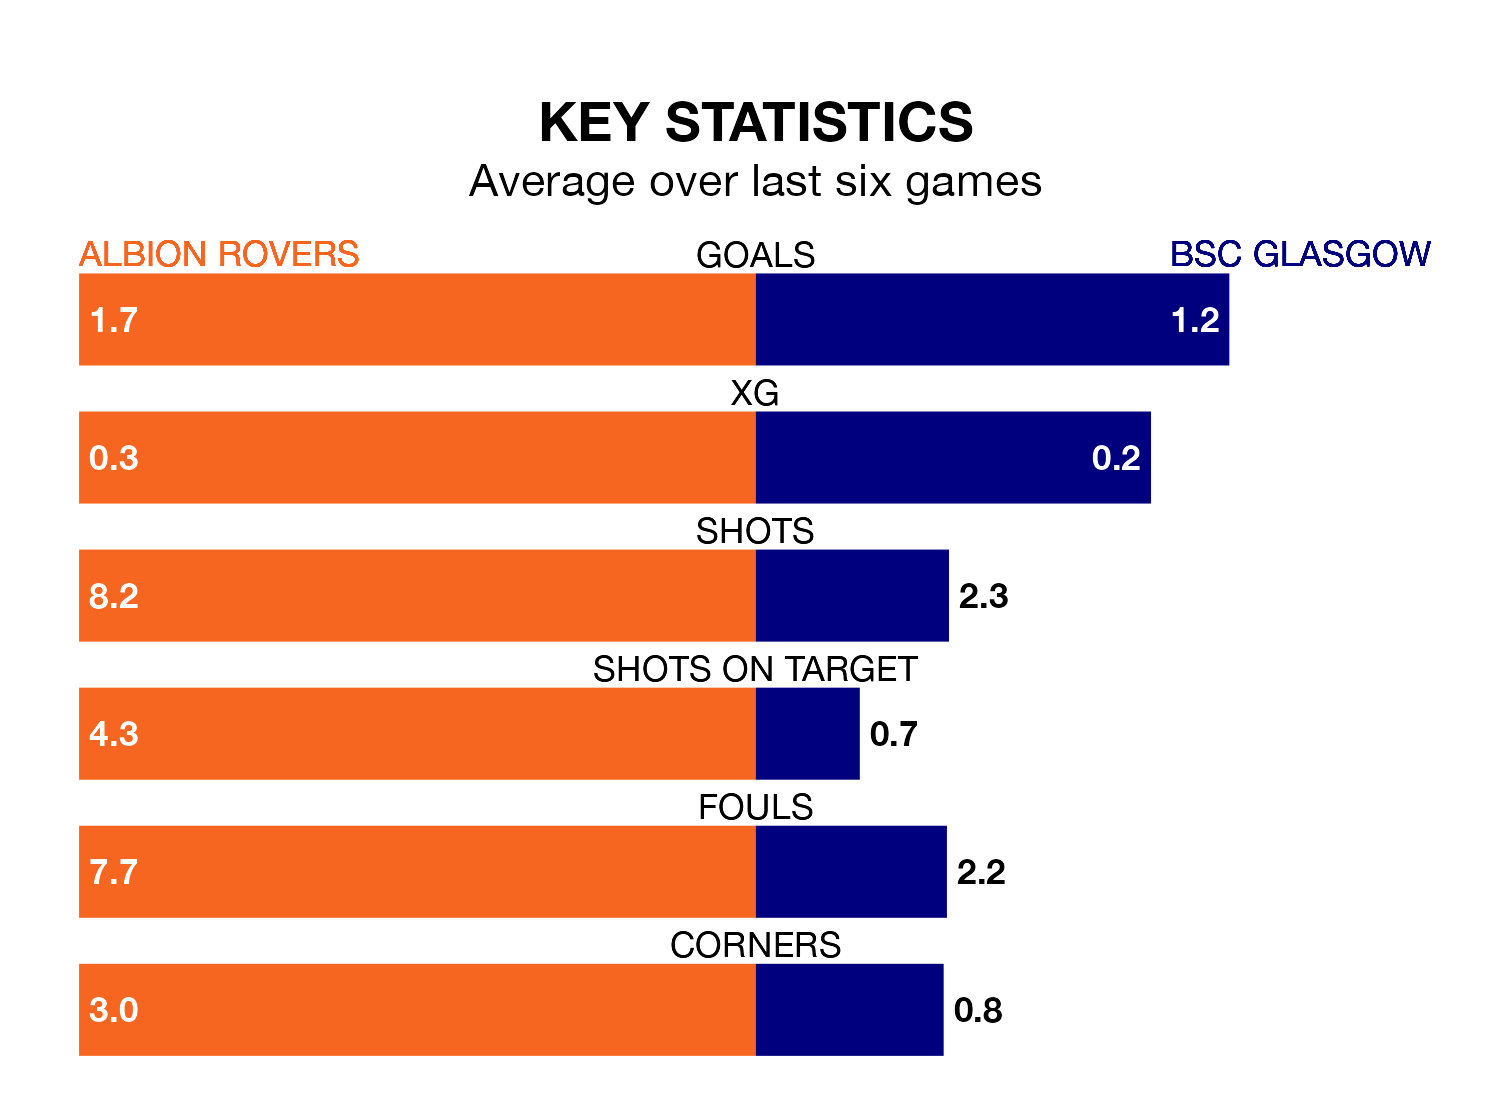 KEY STATISTICS
Average over last six games
ALBION ROVERS GOALS BSC GLASGOW
1.7 1.2
XG
0.3 0.2
SHOTS
8.2 2.3
SHOTS ON TARGET
4.3 0.7
FOULS
7.7 2.2
CORNERS
3.0 0.8